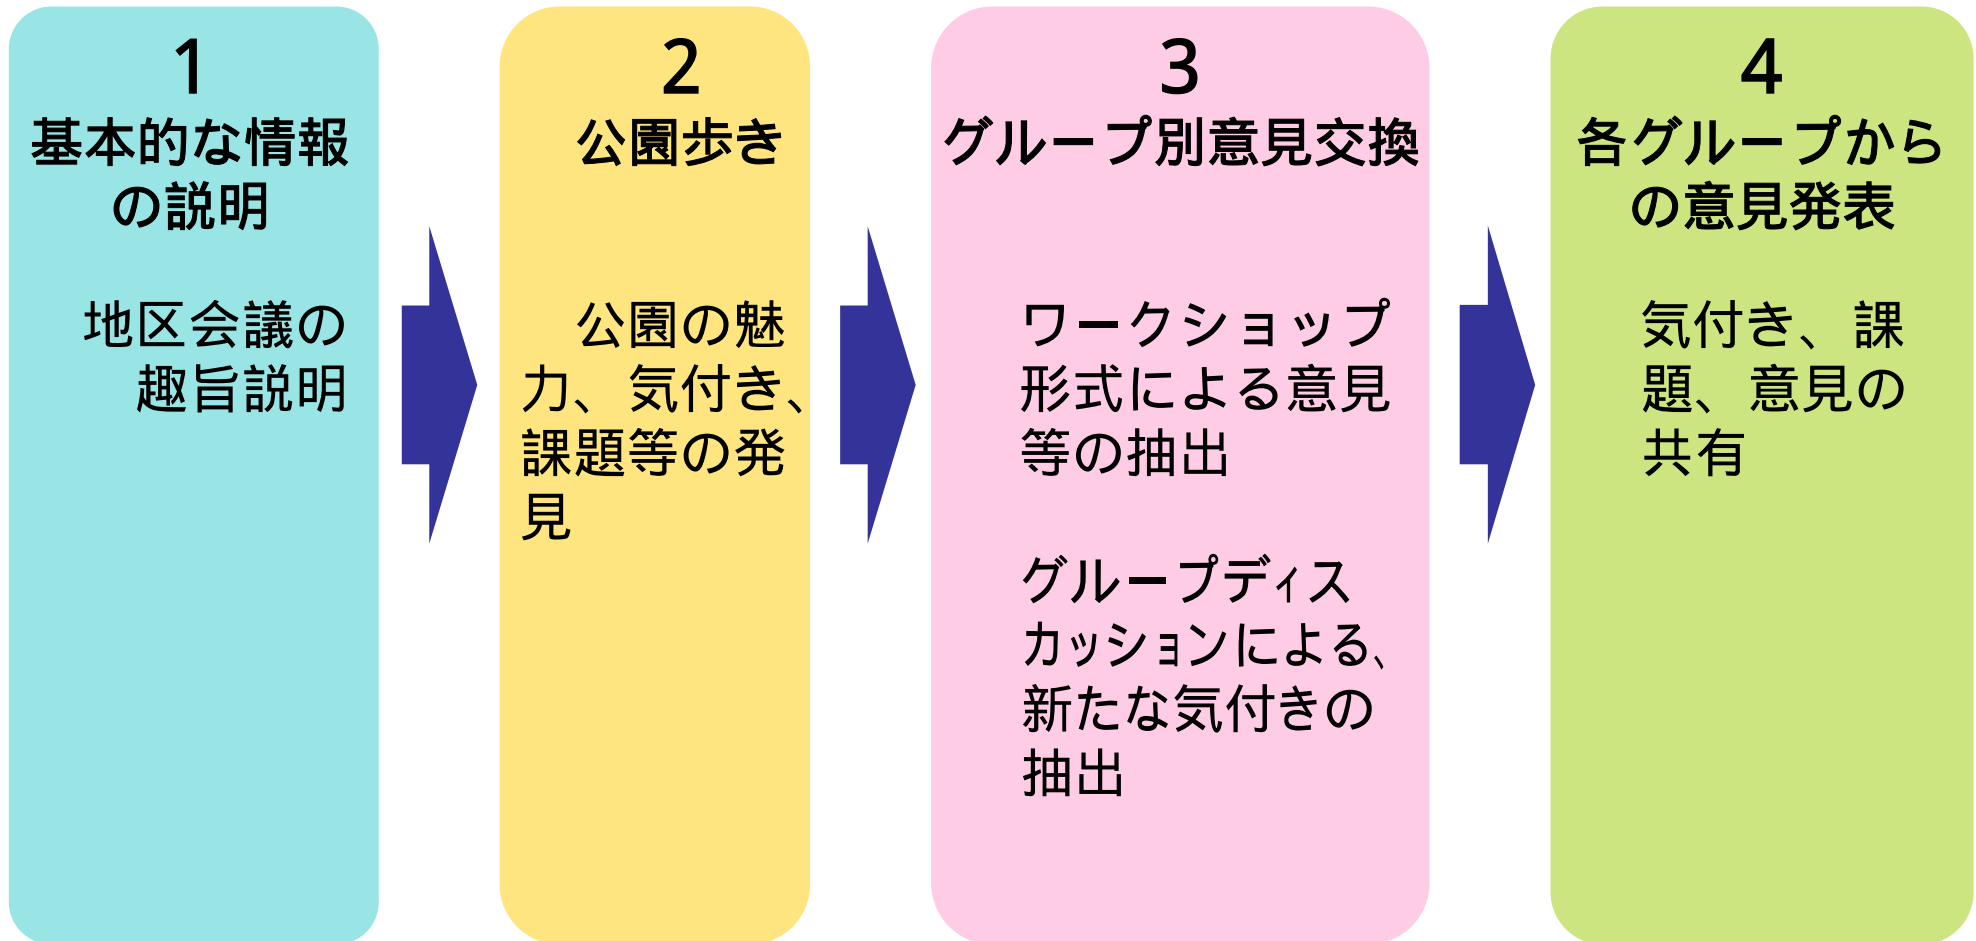 1
基本的な情報
の説明
地区会議の
趣旨説明
2
公園歩き
公園の魅
力、気付き、
課題等の発
見
3
グループ別意見交換
ワークショップ
形式による意見
等の抽出
グループディス
カッションによる、
新たな気付きの
抽出
4
各グループから
の意見発表
気付き、課
題、意見の
共有